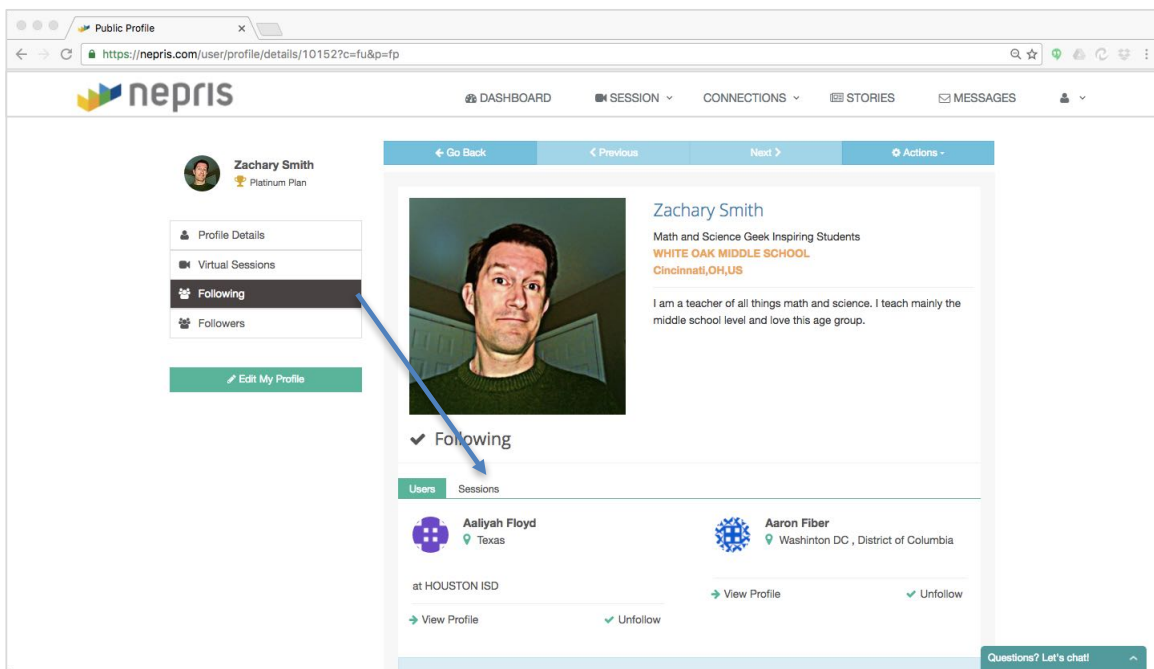 Public Profile
https://nepris.com/user/profile/details/10152?c=fu&p=fp
nepris
DASHBOARD
SESSION
CONNECTIONS
STORIES
MESSAGES
Zachary Smith
Platinum Plan
Profile Details
Virtual Sessions
Following
Followers
Edit My Profile
Go Back
Previous
Next
Actions -
Zachary Smith
Math and Science Geek Inspiring Students
WHITE OAK MIDDLE SCHOOL
Cincinnati,OH,US
I am a teacher of all things math and science. I teach mainly the
middle school level and love this age group.
Following
Users Sessions
Aaliyah Floyd
Texas
at HOUSTON ISD
View Profile Unfollow
Aaron Fiber
Washinton DC , District of Columbia
View Profile Unfollow
Questions? Let's chat!